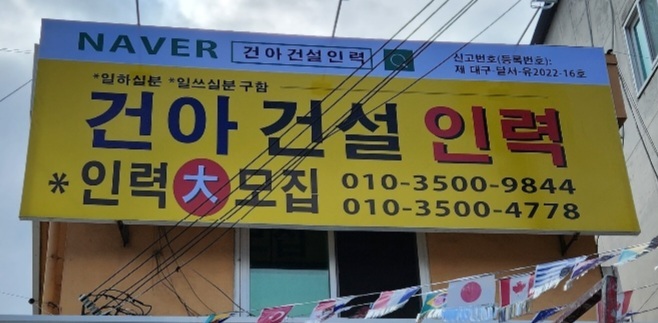 NAVER 건아건설인력
신고번호(등록번호):
제 대구-달서-유2022-16호
*일하실분 *일쓰실분 구함
건아 건설 인력
*인력 大 모집 010-3500-9844
010-3500-4778